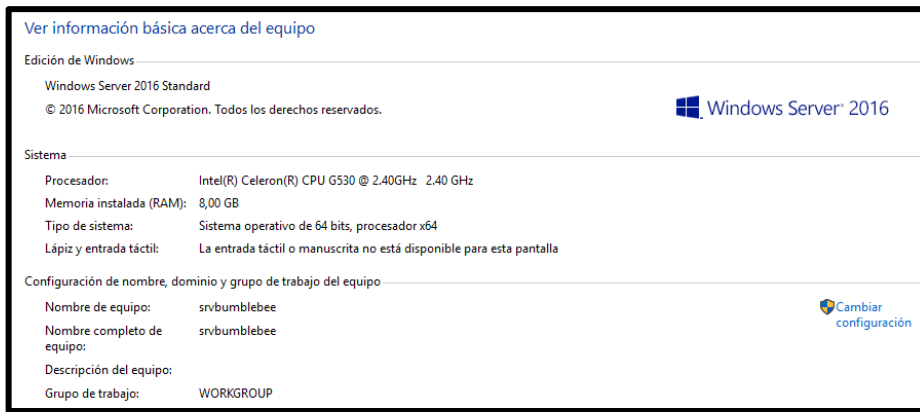 Ver información básica acerca del equipo
Edición de Windows
Windows Server 2016 Standard
© 2016 Microsoft Corporation. Todos los derechos reservados.
Windows Server® 2016
Sistema
Procesador: Intel(R) Celeron(R) CPU G530 @ 2.40GHz 2.40 GHz
Memoria instalada (RAM): 8,00 GB
Tipo de sistema: Sistema operativo de 64 bits, procesador x64
Lápiz y entrada táctil: La entrada táctil o manuscrita no está disponible para esta pantalla
Configuración de nombre, dominio y grupo de trabajo del equipo
Nombre de equipo: srvbumblebee
Cambiar
configuración
Nombre completo de srvbumblebee
equipo:
Descripción del equipo:
Grupo de trabajo: WORKGROUP